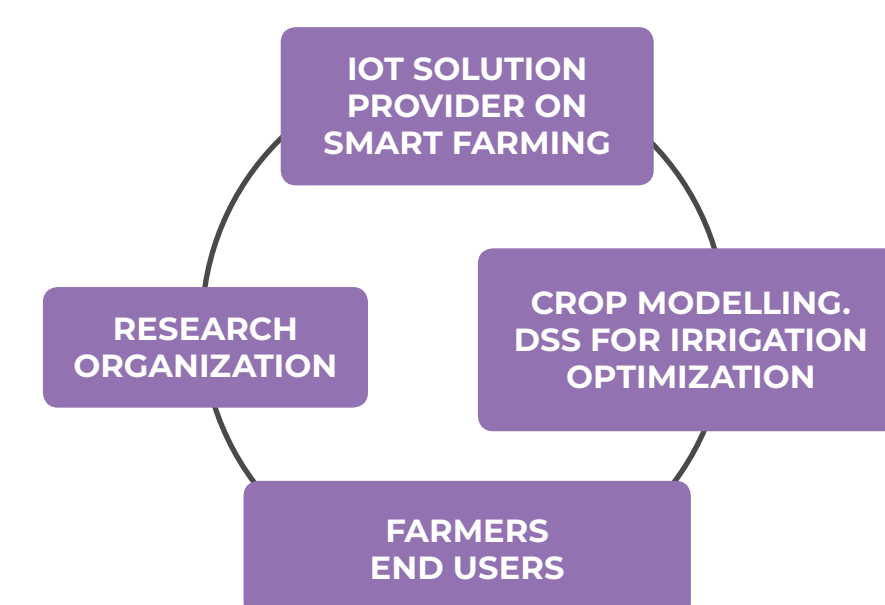 IOT SOLUTION
PROVIDER ON
SMART FARMING
CROP MODELLING.
DSS FOR IRRIGATION
OPTIMIZATION
RESEARCH
ORGANIZATION
FARMERS
END USERS